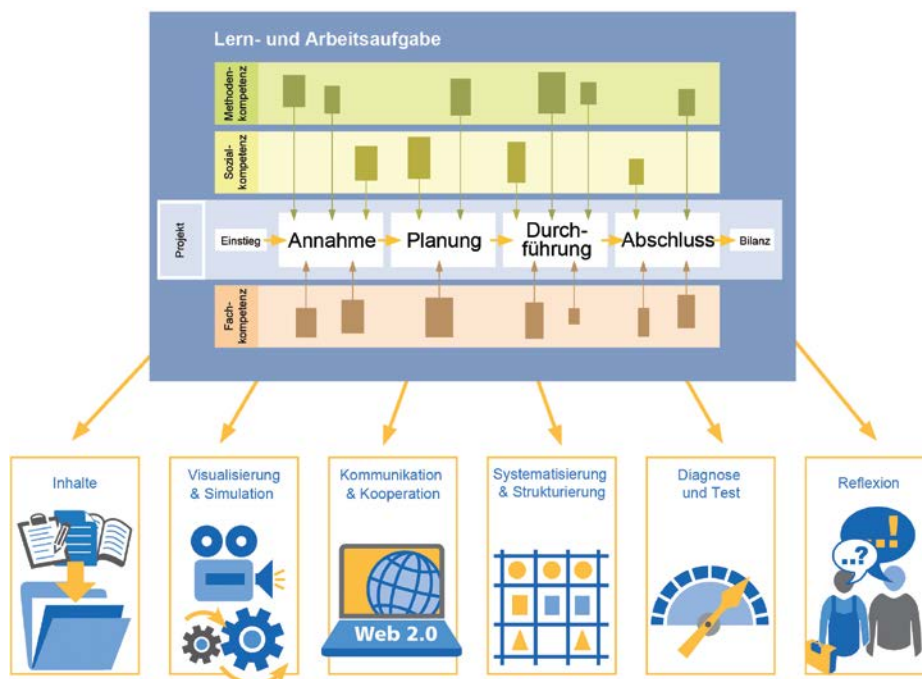 Lern- und Arbeitsaufgabe
Methoden-
kompetenz
Sozial-
kompetenz
Projekt
Einstieg
Annahme
Planung
Durch-
führung
Abschluss
Bilanz
Fach-
kompetenz
Inhalte
Visualisierung
& Simulation
Kommunikation
& Kooperation
Systematisierung
& Strukturierung
Diagnose
und Test
Reflexion
Web 2.0
...?
...!